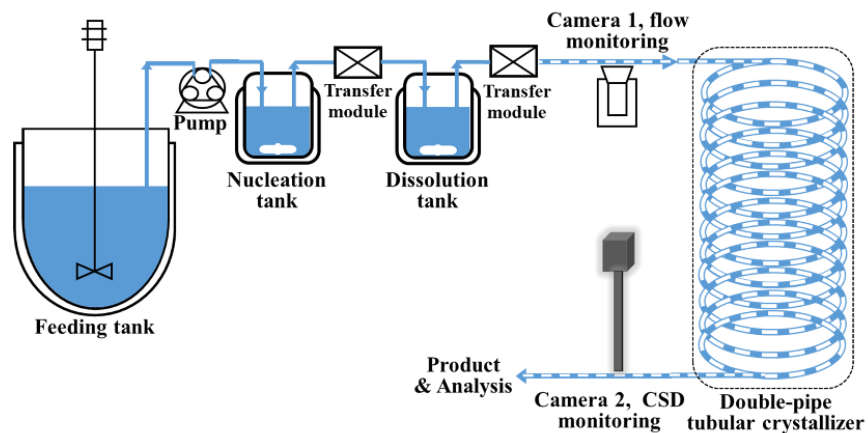 Camera 1, flow
monitoring
Pump
Transfer
module
Transfer
module
Nucleation
tank
Dissolution
tank
Feeding tank
Product
& Analysis
Camera 2, CSD
monitoring
Double-pipe
tubular crystallizer